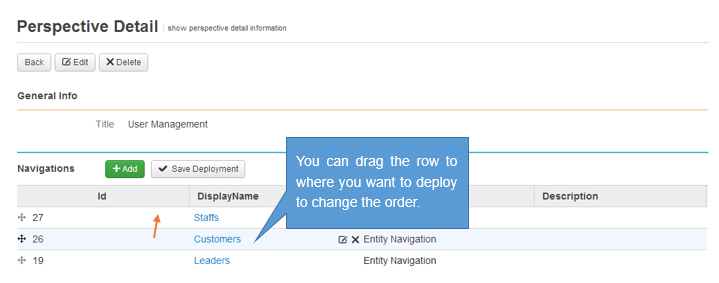 Perspective Detail | show perspective detail information
Back Edit Delete
General Info
Title User Management
You can drag the row to
where you want to deploy
to change the order.
Navigations Add Save Deployment
Id DisplayName Description
27 Staffs
26 Customers Entity Navigation
19 Leaders Entity Navigation